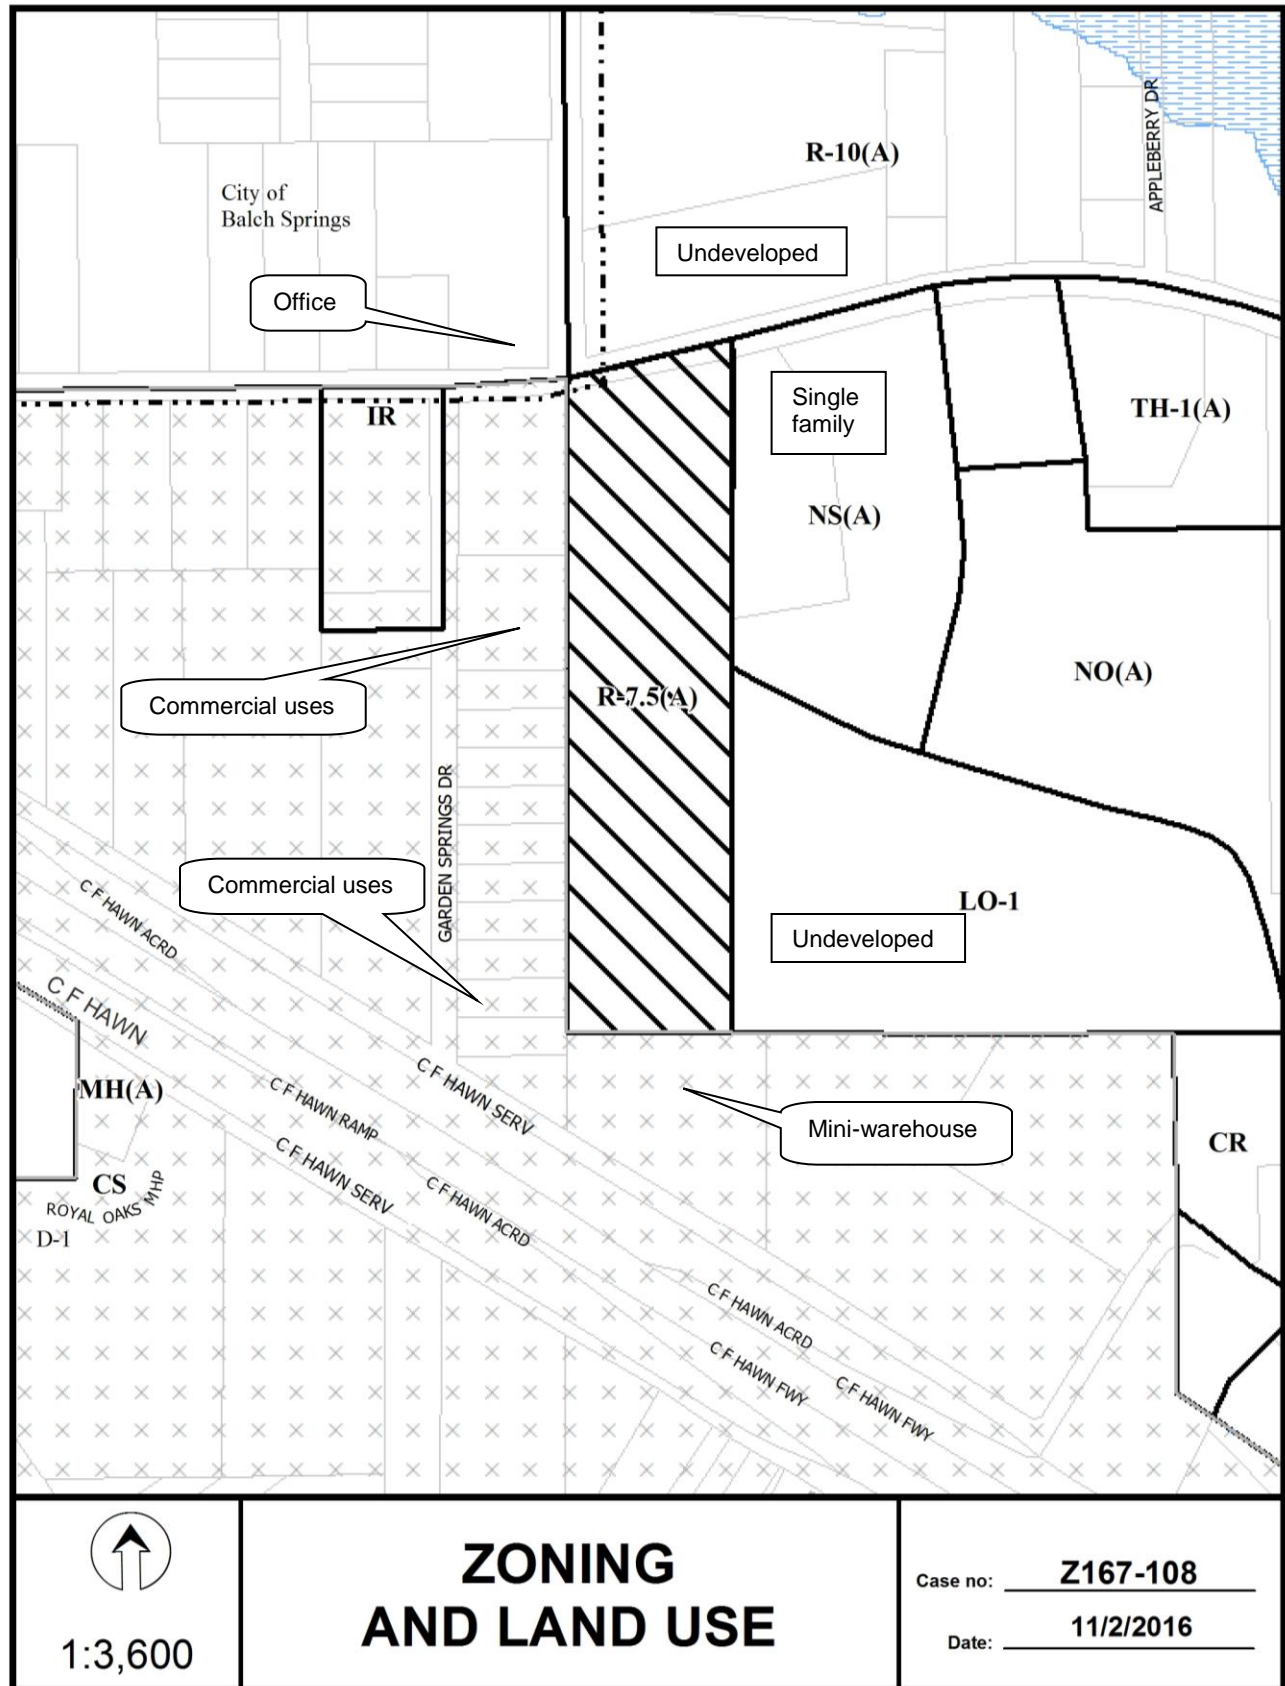 R-10(A)
APPLEBERRY DR
City of
Balch Springs
Undeveloped
Office
Single
family
TH-1(A)
IR
NS(A)
NO(A)
R-7.5(A)
Commercial uses
GARDEN SPRINGS DR
Commercial uses
C F HAWN ACRD
LO-1
Undeveloped
C F HAWN
MH(A)
C F HAWN SERV
C F HAWN RAMP
Mini-warehouse
CR
C F HAWN SERV
CS
ROYAL OAKS MHP
C F HAWN ACRD
D-1
C F HAWN ACRD
C F HAWN FWY
C F HAWN FWY
1:3,600
ZONING
AND LAND USE
Case no: Z167-108
Date: 11/2/2016